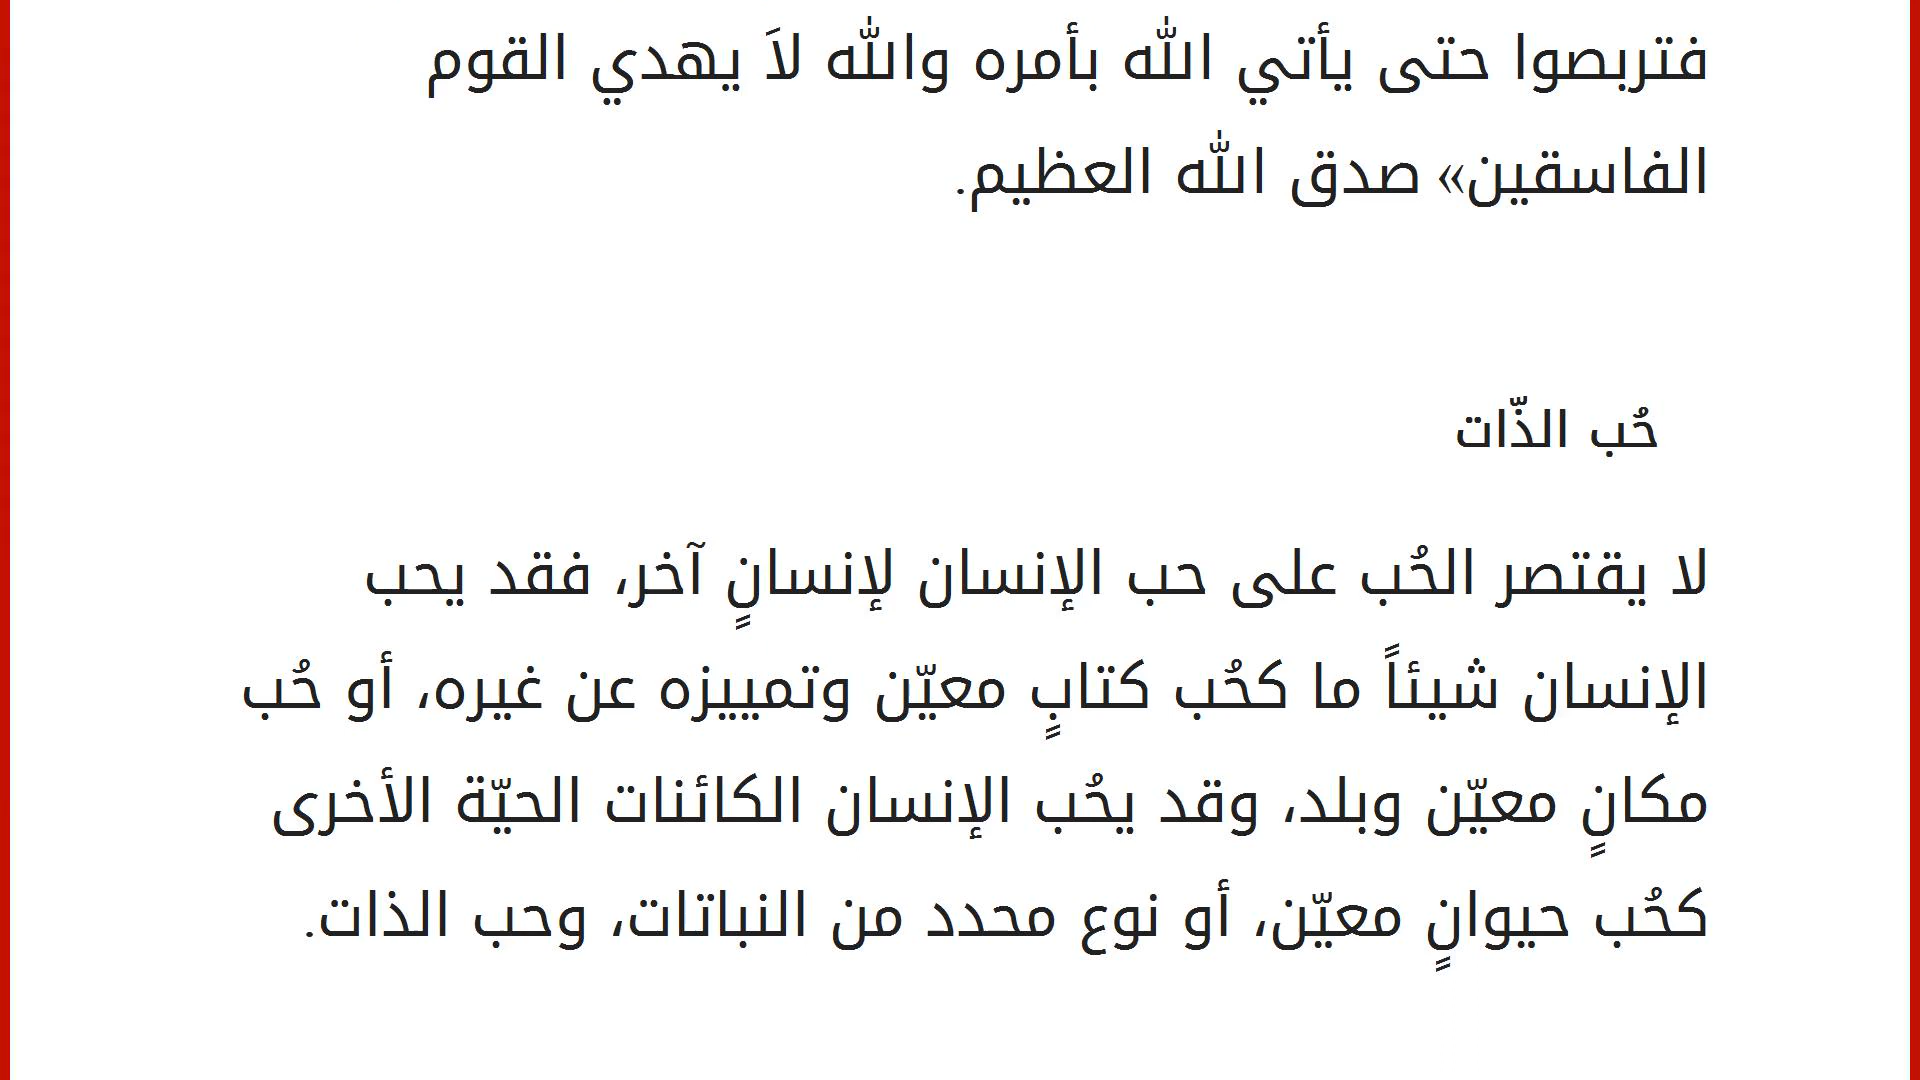 فتربصوا حتى يأتي الله بأمره والله لاَ يهدي القوم
الفاسقين» صدق الله العظيم.
حُب الذّات
لا يقتصر الحُب على حب الإنسان لإنسانٍ آخر، فقد يحب
الإنسان شيئاً ما كحُب كتابٍ معيّن وتمييزه عن غيره، أو حُب
مكانٍ معيّن وبلد، وقد يحُب الإنسان الكائنات الحيّة الأخرى
كحُب حيوانٍ معيّن، أو نوع محدد من النباتات، وحب الذات.